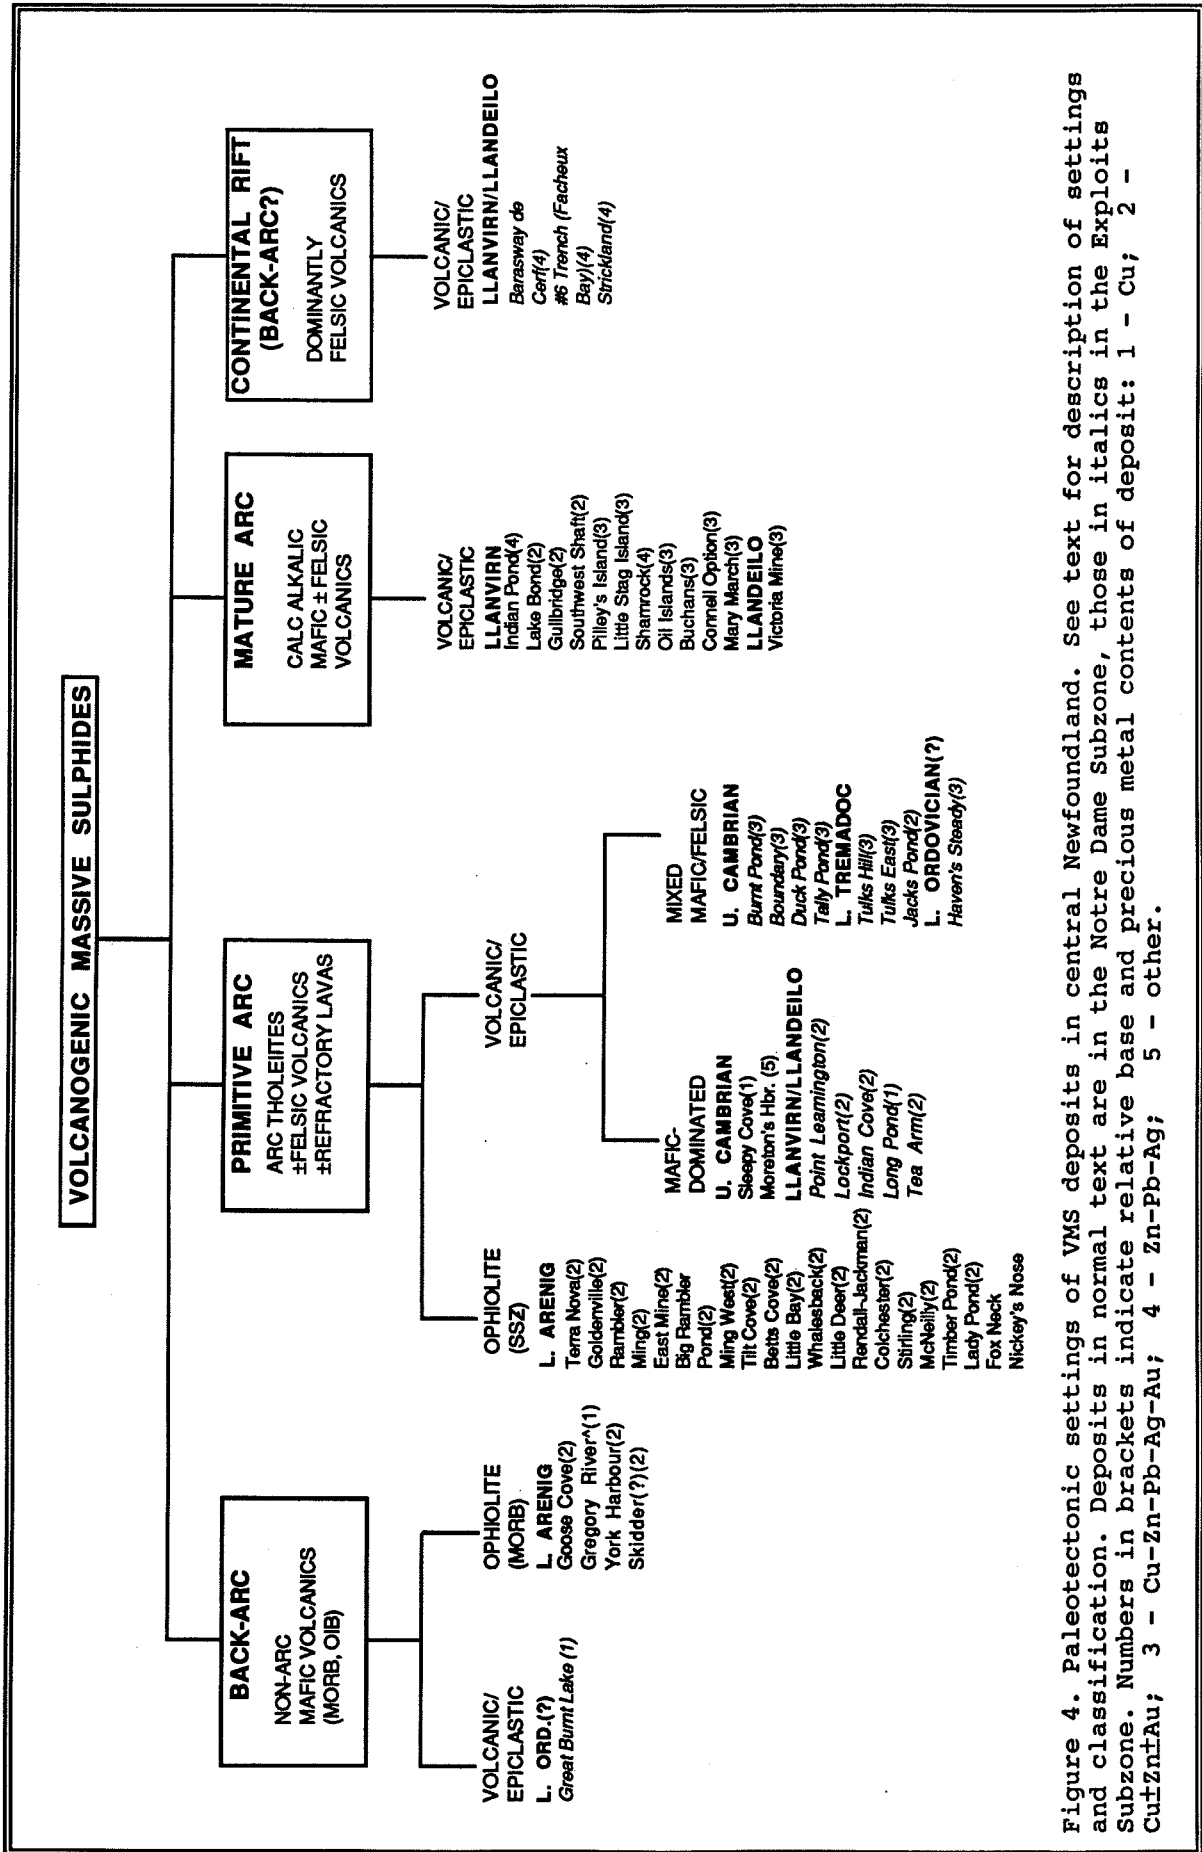 VOLCANOGENIC MASSIVE SULPHIDES
BACK-ARC
NON-ARC
MAFIC VOLCANICS
(MORB, OIB)
VOLCANIC/
EPICLASTIC
L. ORD.(?)
Great Burnt Lake (1)
OPHIOLITE
(MORB)
L. ARENIG
Goose Cove(2)
Gregory River^(1)
York Harbour(2)
Skidder(?)(2)
PRIMITIVE ARC
ARC THOLEIITES
±FELSIC VOLCANICS
±REFRACTORY LAVAS
OPHIOLITE
(SSZ)
L. ARENIG
Terra Nova(2)
Goldenville(2)
Rambler(2)
Ming(2)
East Mine(2)
Big Rambler
Pond(2)
Ming West(2)
Tilt Cove(2)
Betts Cove(2)
Little Bay(2)
Whalesback(2)
Little Deer(2)
Rendall-Jackman(2)
Colchester(2)
Stirling(2)
McNeilly(2)
Timber Pond(2)
Lady Pond(2)
Fox Neck
Nickey's Nose
VOLCANIC/
EPICLASTIC
MAFIC-
DOMINATED
U. CAMBRIAN
Sleepy Cove(1)
Moreton's Hbr. (5)
LLANVIRN/LLANDEILO
Point Leamington(2)
Lockport(2)
Indian Cove(2)
Long Pond(1)
Tea Arm(2)
MIXED
MAFIC/FELSIC
U. CAMBRIAN
Burnt Pond(3)
Boundary(3)
Duck Pond(3)
Tally Pond(3)
L. TREMADOC
Tulks Hill(3)
Tulks East(3)
Jacks Pond(2)
L. ORDOVICIAN(?)
Haven's Steady(3)
MATURE ARC
CALC ALKALIC
MAFIC ± FELSIC
VOLCANICS
VOLCANIC/
EPICLASTIC
LLANVIRN
Indian Pond(4)
Lake Bond(2)
Gullbridge(2)
Southwest Shaft(2)
Pilley's Island(3)
Little Stag Island(3)
Shamrock(4)
Oil Islands(3)
Buchans(3)
Connell Option(3)
Mary March(3)
LLANDEILO
Victoria Mine(3)
CONTINENTAL RIFT
(BACK-ARC?)
DOMINANTLY
FELSIC VOLCANICS
VOLCANIC/
EPICLASTIC
LLANVIRN/LLANDEILO
Barasway de
Cerf(4)
#6 Trench (Facheux
Bay)(4)
Strickland(4)
Figure 4. Paleotectonic settings of VMS deposits in central Newfoundland. See text for description of settings
and classification. Deposits in normal text are in the Notre Dame Subzone, those in italics in the Exploits
Subzone. Numbers in brackets indicate relative base and precious metal contents of deposit: 1 - Cu; 2 -
Cu±Zn±Au; 3 - Cu-Zn-Pb-Ag-Au; 4 - Zn-Pb-Ag; 5 - other.